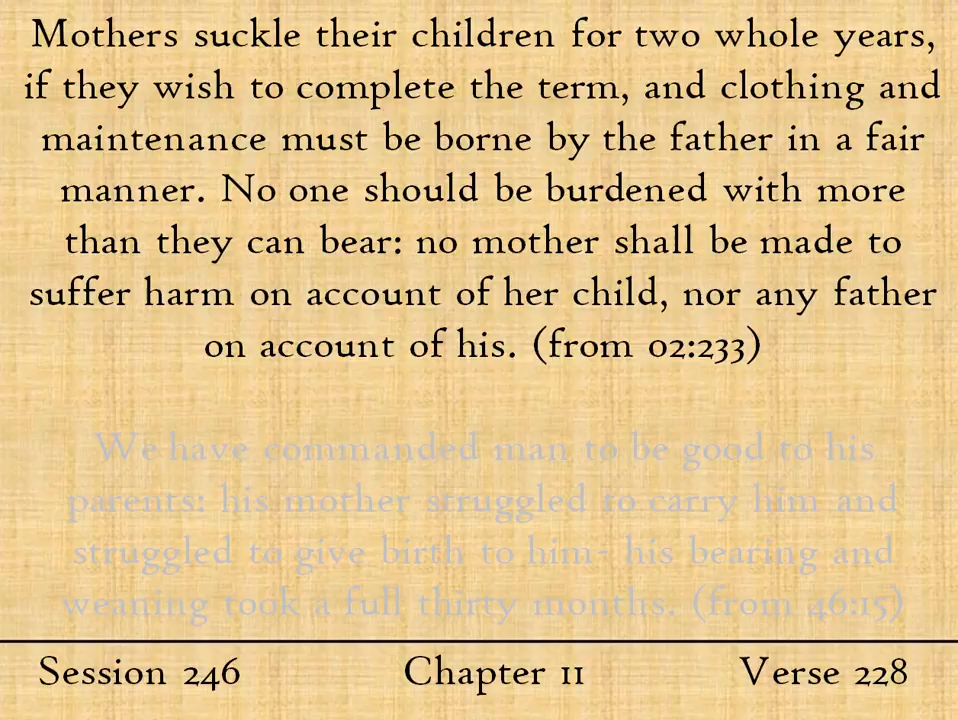 Mothers suckle their children for two whole years,
if they wish to complete the term, and clothing and
maintenance must be borne by the father in a fair
manner. No one should be burdened with more
than they can bear: no mother shall be made to
suffer harm on account of her child, nor any father
on account of his. (from 02:233)
We have commanded man to be good to his
parents: his mother struggled to carry him and
struggled to give birth to him- his bearing and
weaning took a full thirty months. (from 46:15)
Session 246 Chapter 11 Verse 228